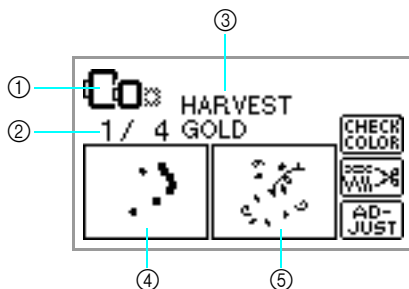 ③
①
②
HARVEST
1/ 4 GOLD
CHECK
COLOR
AD-
JUST
④
⑤